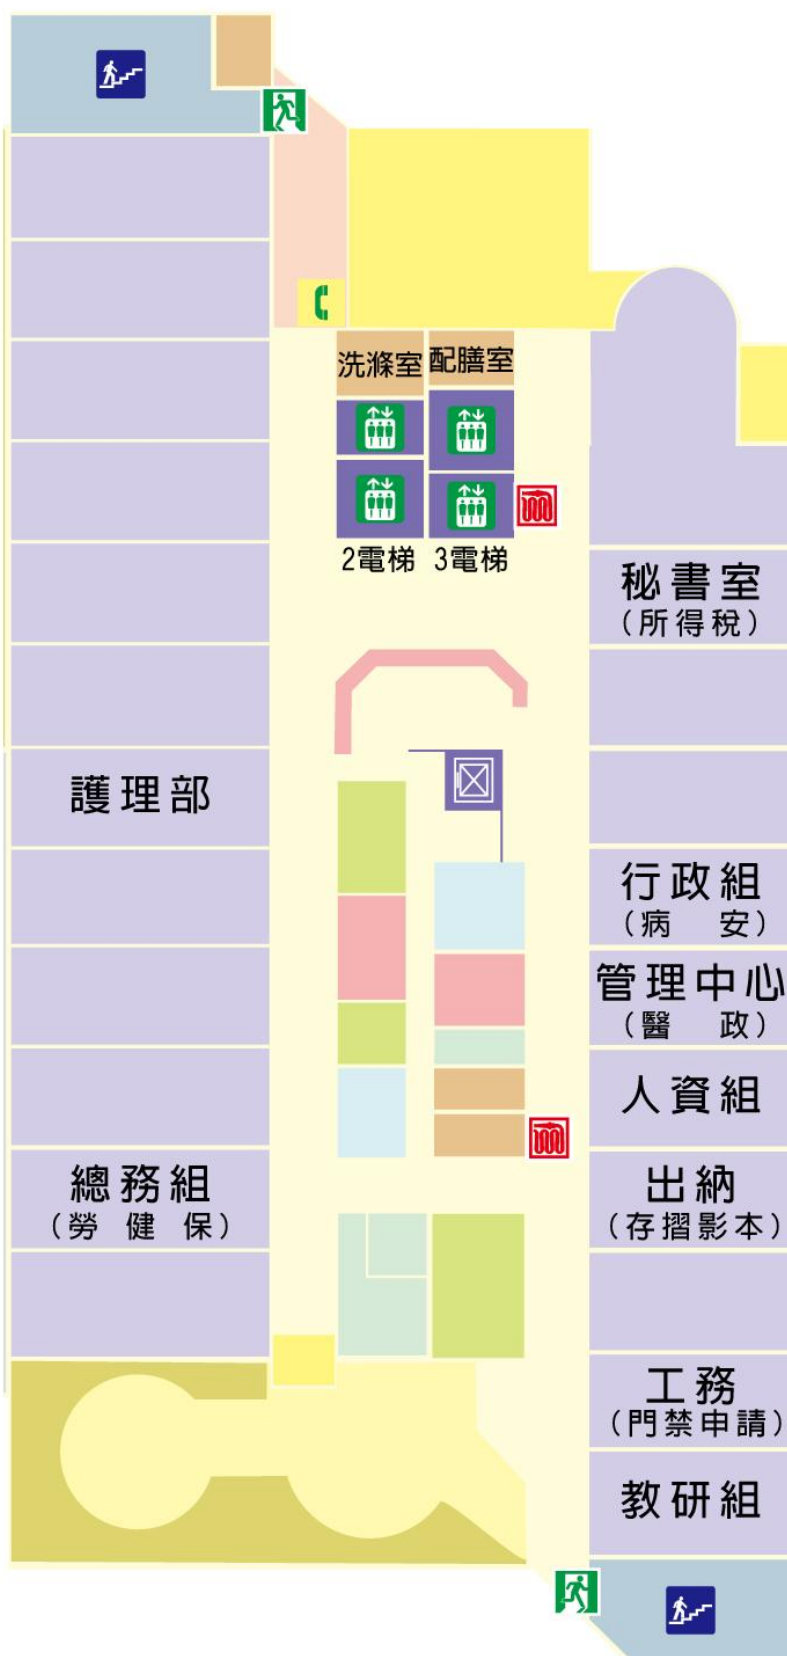 洗滌室 配膳室
2電梯 3電梯
秘書室
（所得稅）
護理部
行政組
（病 安）
管理中心
（醫 政）
人資組
總務組
（勞 健 保）
出納
（存摺影本）
工務
（門禁申請）
教研組